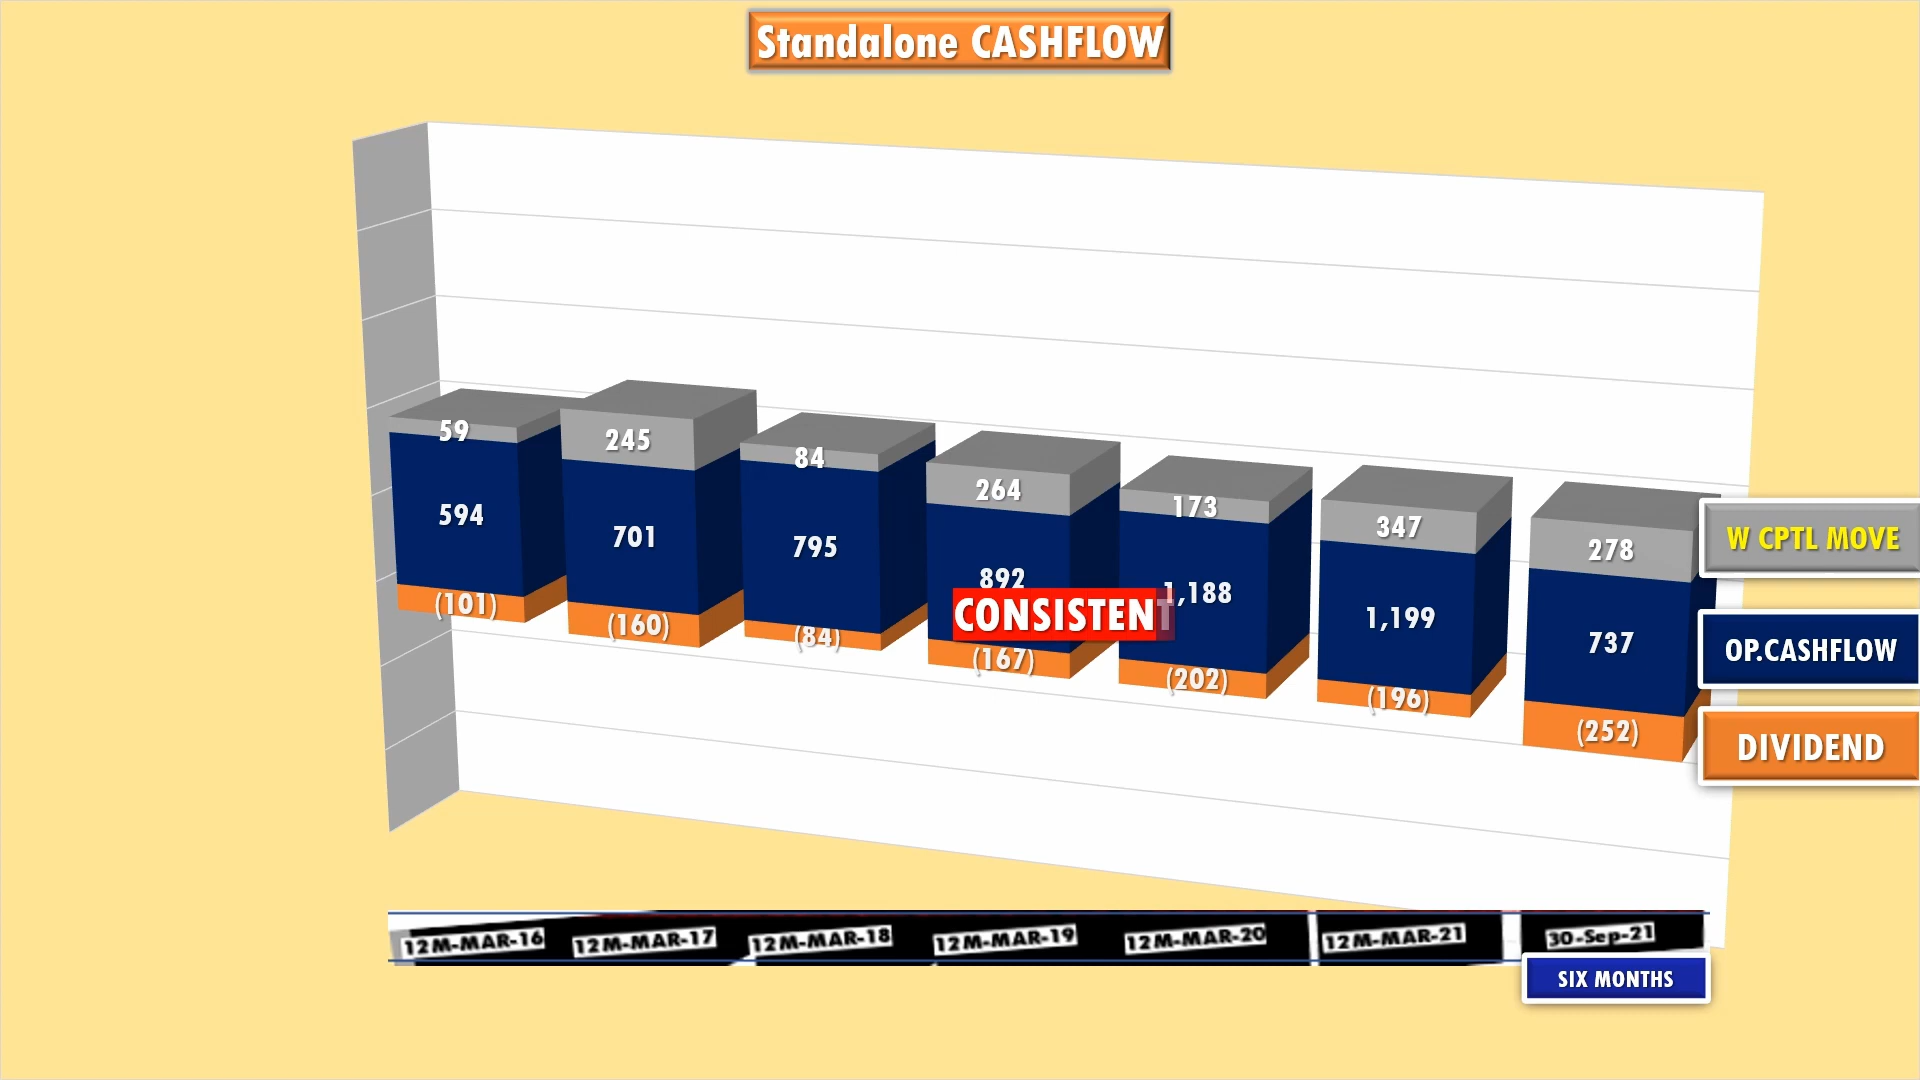 Standalone CASHFLOW
59 245 84 264 173 347 278
594 701 795 892 1,188 1,199 737
(101) (160) (84) (167) (202) (196) (252)
CONSISTENT
W CPTL MOVE
OP.CASHFLOW
DIVIDEND
12M-MAR-16 12M-MAR-17 12M-MAR-18 12M-MAR-19 12M-MAR-20 12M-MAR-21 30-Sep-21
SIX MONTHS